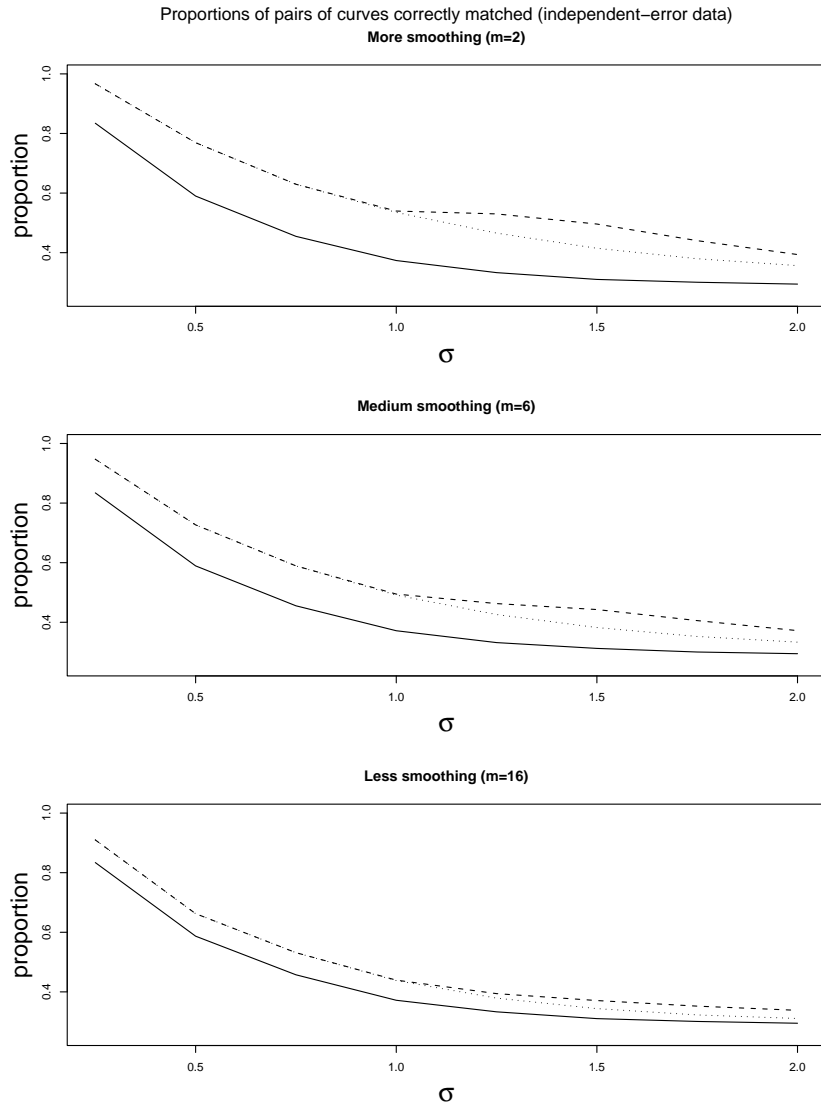 Proportions of pairs of curves correctly matched (independent−error data)
More smoothing (m=2)
proportion
1.0
0.8
0.6
0.4
0.5 1.0 1.5 2.0
σ
Medium smoothing (m=6)
proportion
1.0
0.8
0.6
0.4
0.5 1.0 1.5 2.0
σ
Less smoothing (m=16)
proportion
1.0
0.8
0.6
0.4
0.5 1.0 1.5 2.0
σ